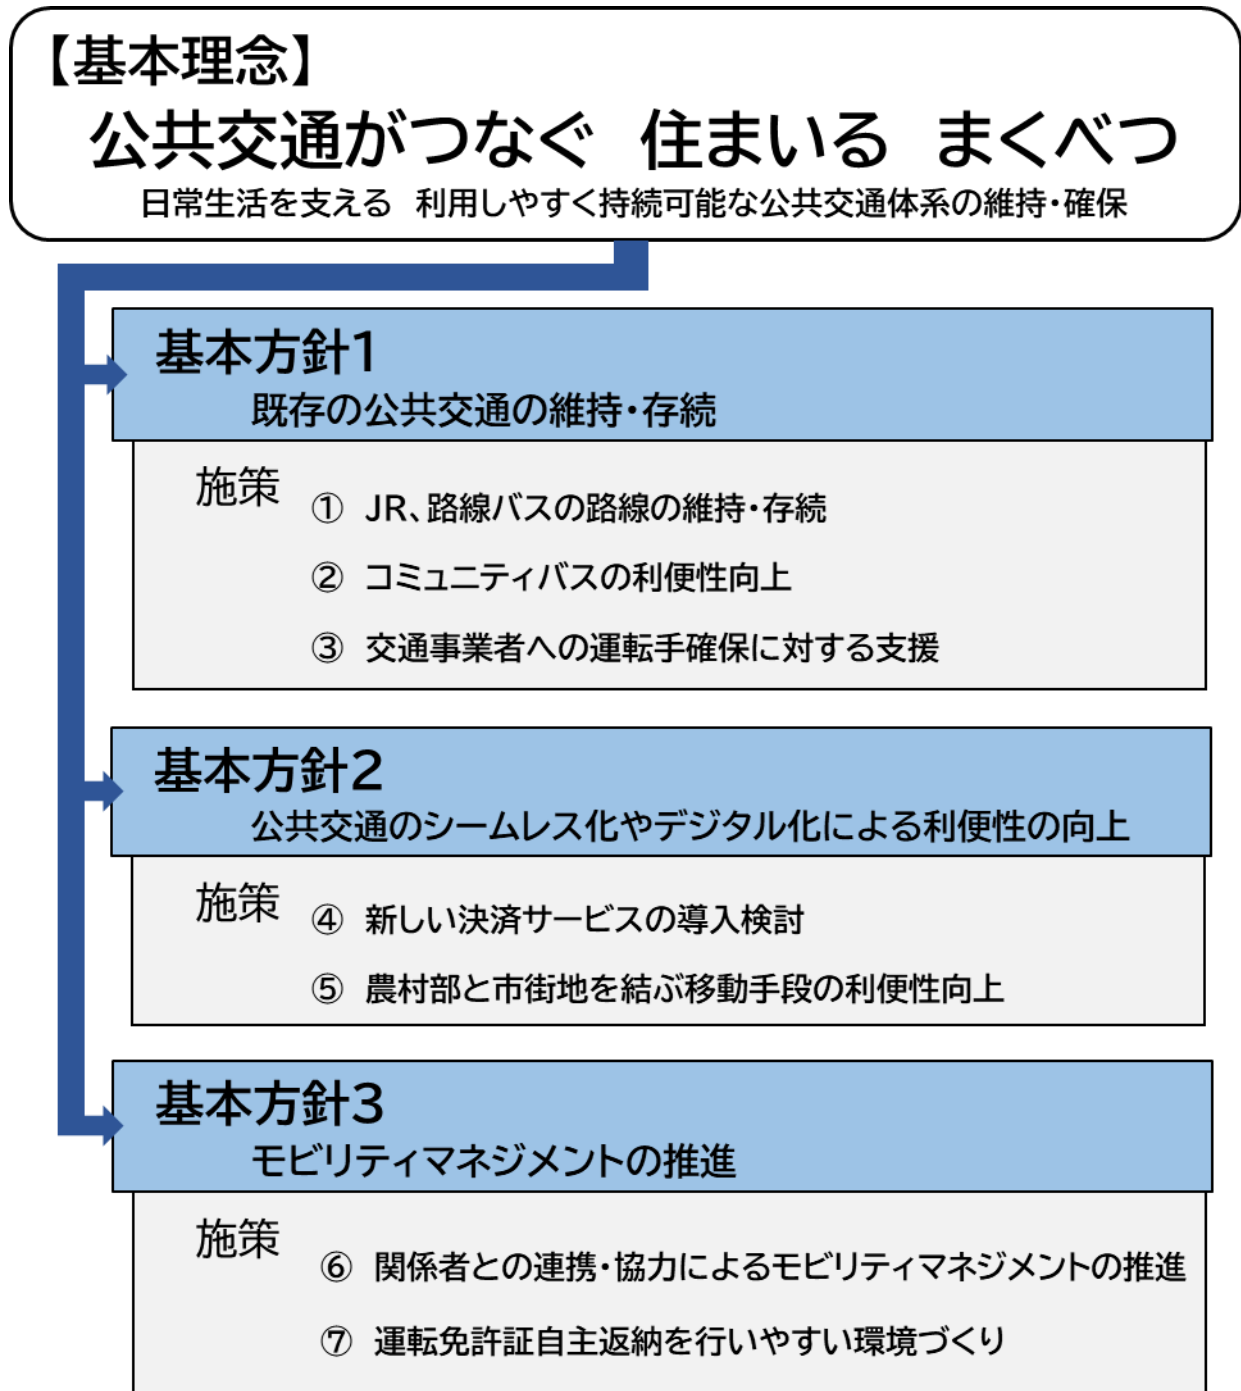 【基本理念】
公共交通がつなぐ　住まいる　まくべつ
日常生活を支える　利用しやすく持続可能な公共交通体系の維持・確保
基本方針1
既存の公共交通の維持・存続
施策
① JR、路線バスの路線の維持・存続
② コミュニティバスの利便性向上
③ 交通事業者への運転手確保に対する支援
基本方針2
公共交通のシームレス化やデジタル化による利便性の向上
施策
④ 新しい決済サービスの導入検討
⑤ 農村部と市街地を結ぶ移動手段の利便性向上
基本方針3
モビリティマネジメントの推進
施策
⑥ 関係者との連携・協力によるモビリティマネジメントの推進
⑦ 運転免許証自主返納を行いやすい環境づくり